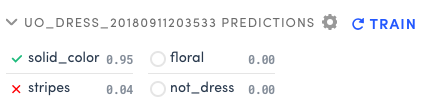 UO_DRESS_20180911203533 PREDICTIONS TRAIN
solid_color 0.95 floral 0.00
stripes 0.04 not_dress 0.00